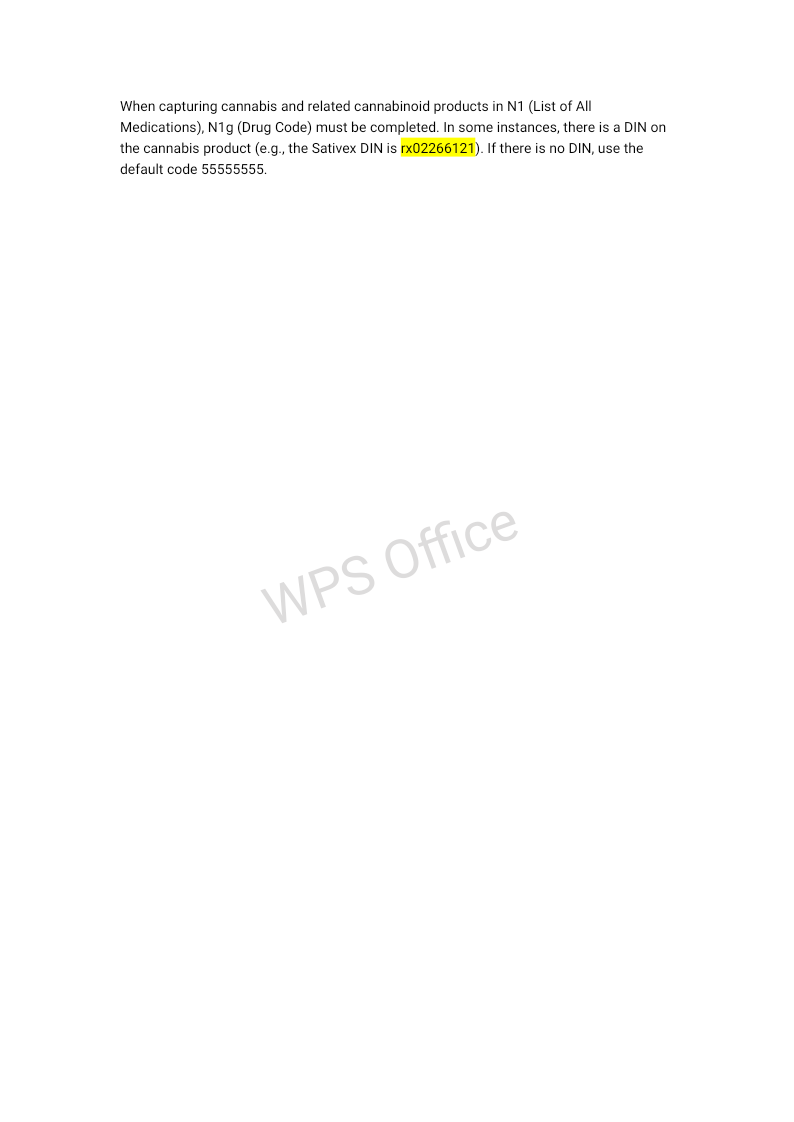 When capturing cannabis and related cannabinoid products in N1 (List of All
Medications), N1g (Drug Code) must be completed. In some instances, there is a DIN on
the cannabis product (e.g., the Sativex DIN is rx02266121). If there is no DIN, use the
default code 55555555.
WPS Office